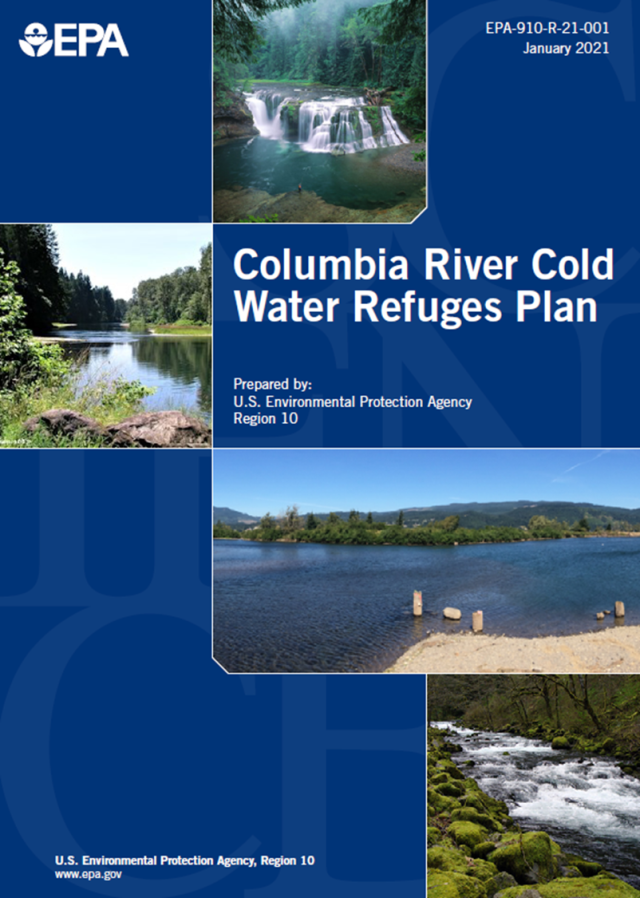 EPA
EPA-910-R-21-001
January 2021
Columbia River Cold
Water Refuges Plan
Prepared by:
U.S. Environmental Protection Agency
Region 10
U.S. Environmental Protection Agency, Region 10
www.epa.gov